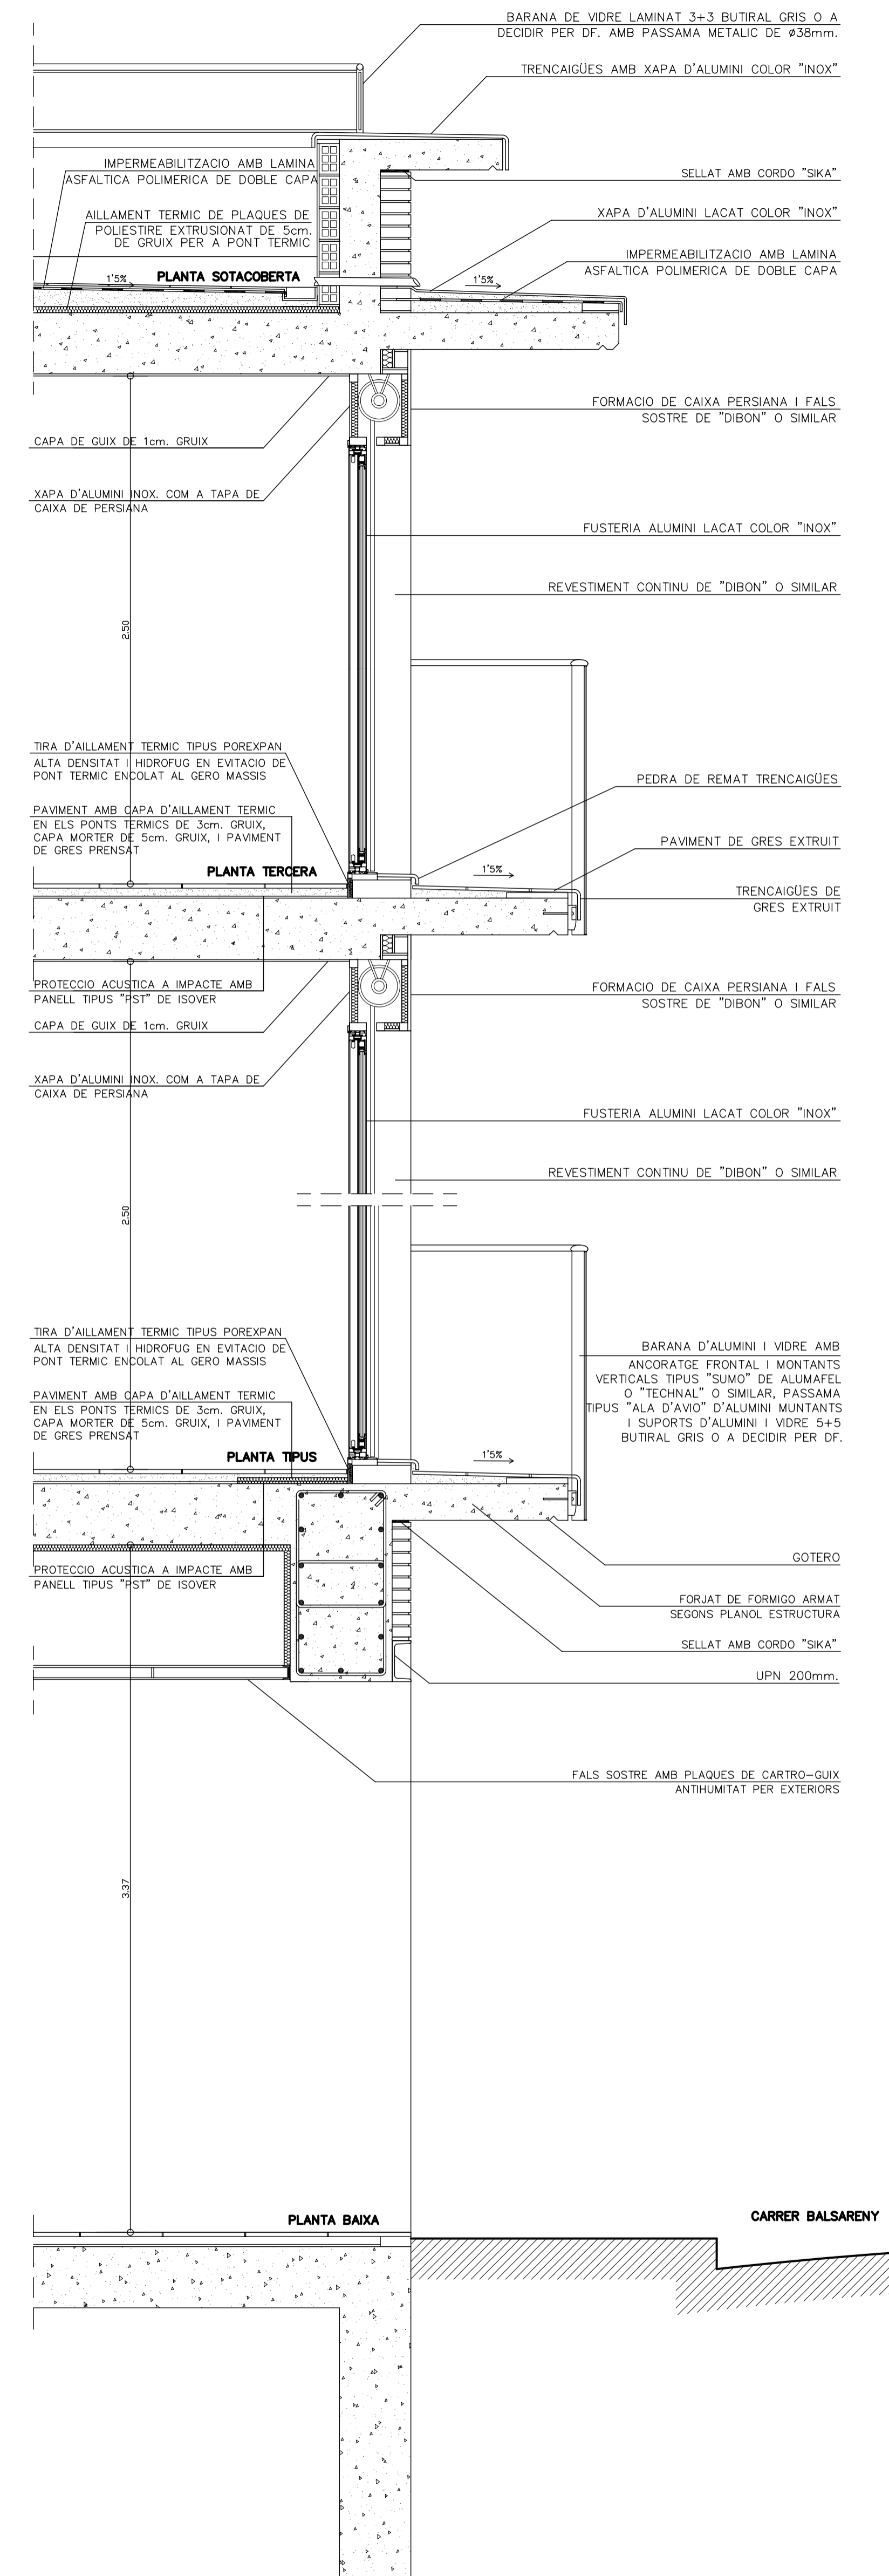 BARANA DE VIDRE LAMINAT 3+3 BUTIRAL GRIS O A
DECIDIR PER DF. AMB PASSAMA METALIC DE ø38mm.
TRENCAIGÜES AMB XAPA D'ALUMINI COLOR "INOX"
IMPERMEABILITZACIO AMB LAMINA
ASFALTICA POLIMERICA DE DOBLE CAPA
SELLAT AMB CORDO "SIKA"
AILLAMENT TERMIC DE PLAQUES DE
POLIESTIRE EXTRUSIONAT DE 5cm.
DE GRUIX PER A PONT TERMIC
XAPA D'ALUMINI LACAT COLOR "INOX"
IMPERMEABILITZACIO AMB LAMINA
ASFALTICA POLIMERICA DE DOBLE CAPA
1'5%
PLANTA SOTACOBERTA
1'5%
FORMACIO DE CAIXA PERSIANA I FALS
SOSTRE DE "DIBON" O SIMILAR
CAPA DE GUIX DE 1cm. GRUIX
XAPA D'ALUMINI INOX. COM A TAPA DE
CAIXA DE PERSIANA
FUSTERIA ALUMINI LACAT COLOR "INOX"
REVESTIMENT CONTINU DE "DIBON" O SIMILAR
2.50
TIRA D'AILLAMENT TERMIC TIPUS POREXPAN
ALTA DENSITAT I HIDROFUG EN EVITACIO DE
PONT TERMIC ENCOLAT AL GERO MASSIS
PEDRA DE REMAT TRENCAIGÜES
PAVIMENT AMB CAPA D'AILLAMENT TERMIC
EN ELS PONTS TERMICS DE 3cm. GRUIX,
CAPA MORTER DE 5cm. GRUIX, I PAVIMENT
DE GRES PRENSAT
PAVIMENT DE GRES EXTRUIT
PLANTA TERCERA
1'5%
TRENCAIGÜES DE
GRES EXTRUIT
PROTECCIO ACUSTICA A IMPACTE AMB
PANELL TIPUS "PST" DE ISOVER
FORMACIO DE CAIXA PERSIANA I FALS
SOSTRE DE "DIBON" O SIMILAR
CAPA DE GUIX DE 1cm. GRUIX
XAPA D'ALUMINI INOX. COM A TAPA DE
CAIXA DE PERSIANA
FUSTERIA ALUMINI LACAT COLOR "INOX"
REVESTIMENT CONTINU DE "DIBON" O SIMILAR
2.50
TIRA D'AILLAMENT TERMIC TIPUS POREXPAN
ALTA DENSITAT I HIDROFUG EN EVITACIO DE
PONT TERMIC ENCOLAT AL GERO MASSIS
BARANA D'ALUMINI I VIDRE AMB
ANCORATGE FRONTAL I MONTANTS
VERTICALS TIPUS "SUMO" DE ALUMAFEL
O "TECHNAL" O SIMILAR, PASSAMA
TIPUS "ALA D'AVIO" D'ALUMINI MUNTANTS
I SUPORTS D'ALUMINI I VIDRE 5+5
BUTIRAL GRIS O A DECIDIR PER DF.
PAVIMENT AMB CAPA D'AILLAMENT TERMIC
EN ELS PONTS TERMICS DE 3cm. GRUIX,
CAPA MORTER DE 5cm. GRUIX, I PAVIMENT
DE GRES PRENSAT
PLANTA TIPUS
1'5%
GOTERO
PROTECCIO ACUSTICA A IMPACTE AMB
PANELL TIPUS "PST" DE ISOVER
FORJAT DE FORMIGO ARMAT
SEGONS PLANOL ESTRUCTURA
SELLAT AMB CORDO "SIKA"
UPN 200mm.
FALS SOSTRE AMB PLAQUES DE CARTRO-GUIX
ANTIHUMITAT PER EXTERIORS
3.37
PLANTA BAIXA
CARRER BALSARENY